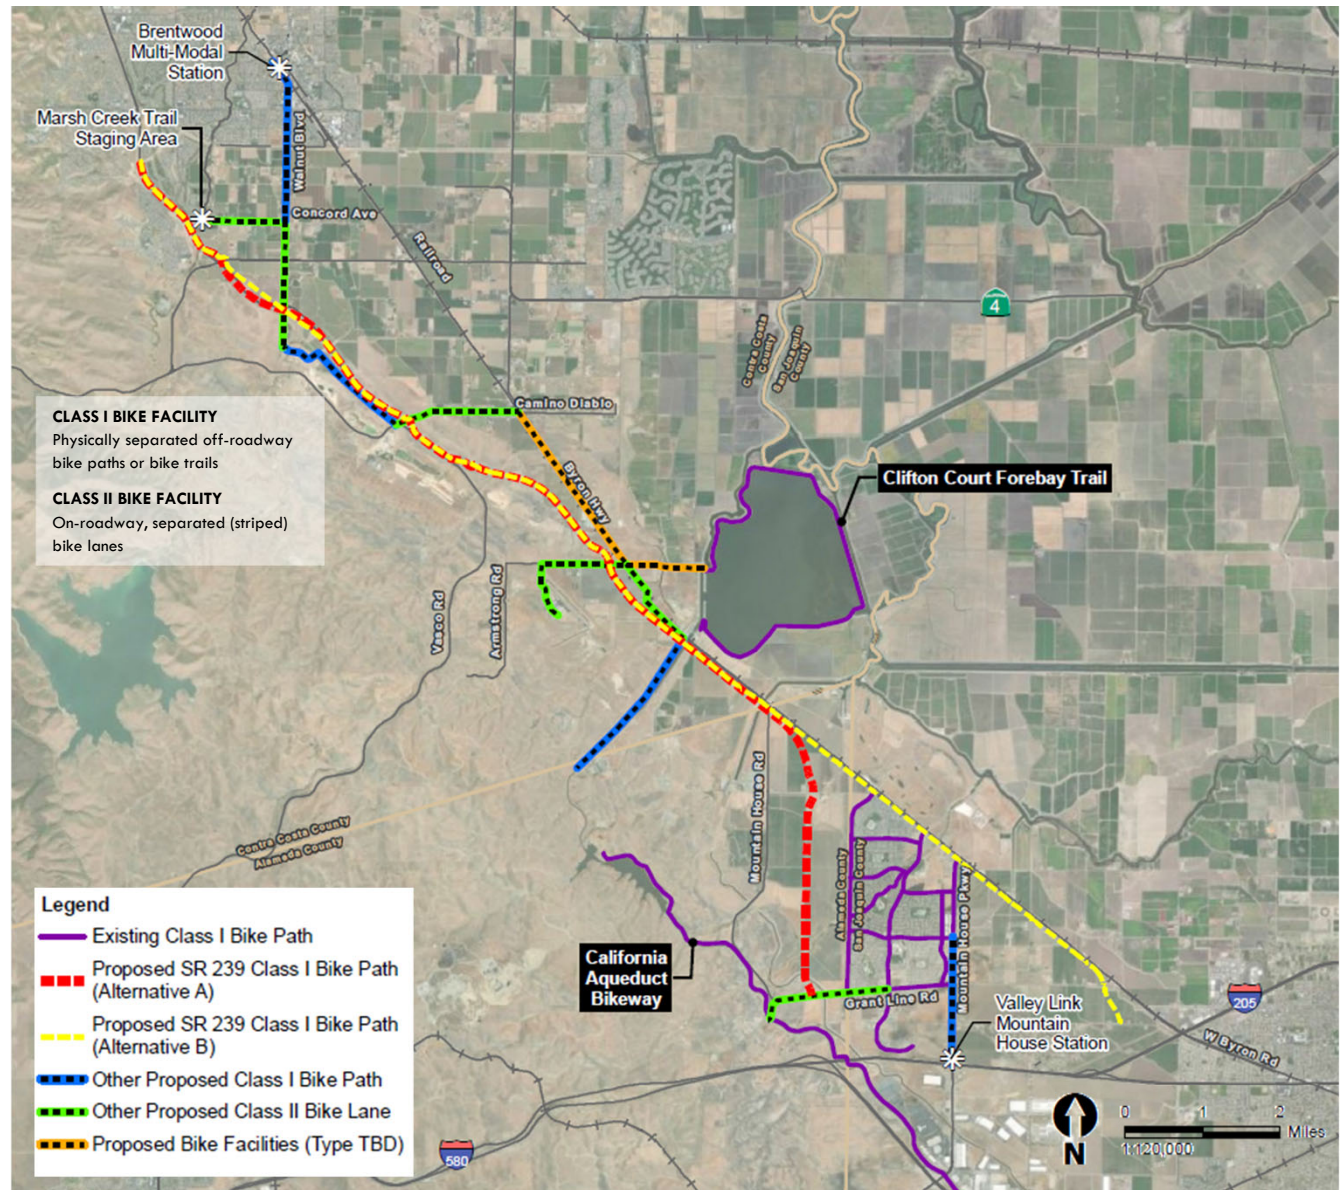 Brentwood
Multi-Modal
Station
Marsh Creek Trail
Staging Area
Walnut Blvd
Concord Ave
Railroad
4
Contra Costa
County
San Joaquin
County
CLASS I BIKE FACILITY
Physically separated off-roadway
bike paths or bike trails
CLASS II BIKE FACILITY
On-roadway, separated (striped)
bike lanes
Camino Diablo
Byron Hwy
Clifton Court Forebay Trail
Vasco Rd
Armstrong Rd
Mountain House Rd
Contra Costa County
Alameda County
Alameda County
San Joaquin County
Mountain House Pkwy
California
Aqueduct
Bikeway
Grant Line Rd
Valley Link
Mountain
House Station
205
W Byron Rd
580
Legend
Existing Class I Bike Path
Proposed SR 239 Class I Bike Path
(Alternative A)
Proposed SR 239 Class I Bike Path
(Alternative B)
Other Proposed Class I Bike Path
Other Proposed Class II Bike Lane
Proposed Bike Facilities (Type TBD)
N
0 1 2
Miles
1:120,000